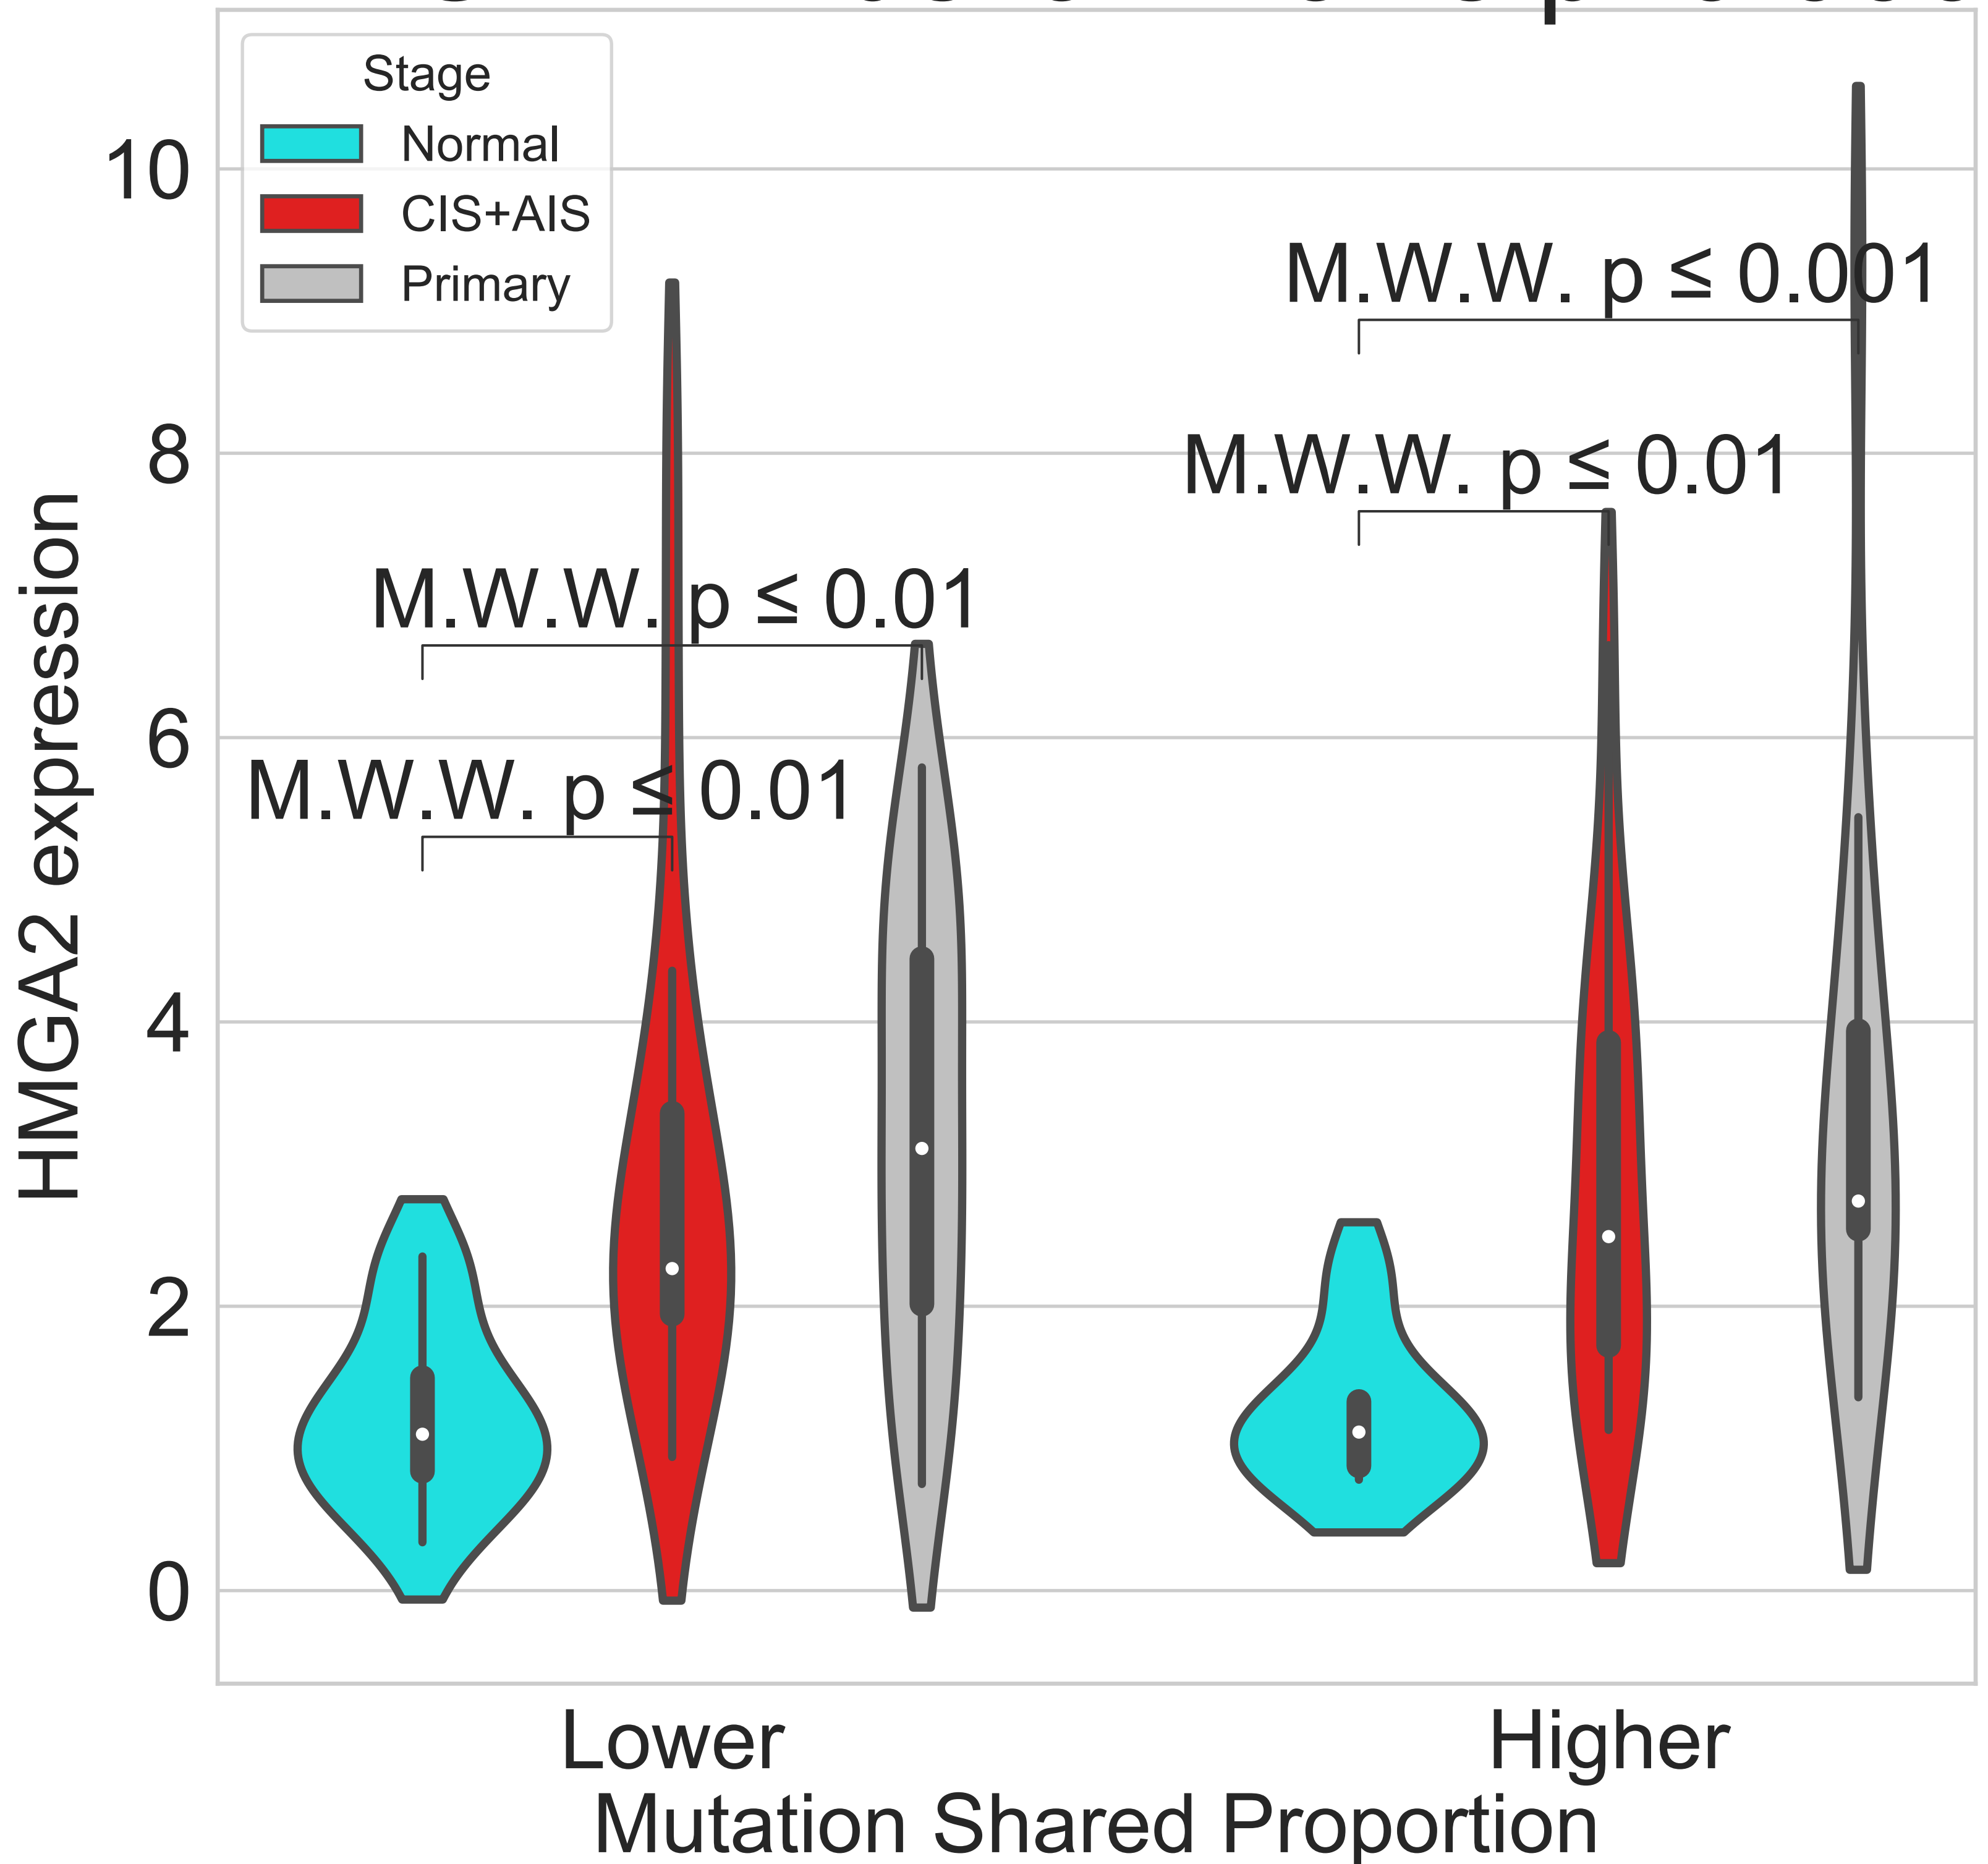 Stage
Normal
CIS+AIS
Primary
10
8
6
4
2
0
HMGA2 expression
M.W.W. p ≤ 0.001
M.W.W. p ≤ 0.01
M.W.W. p ≤ 0.01
M.W.W. p ≤ 0.01
Lower
Higher
Mutation Shared Proportion